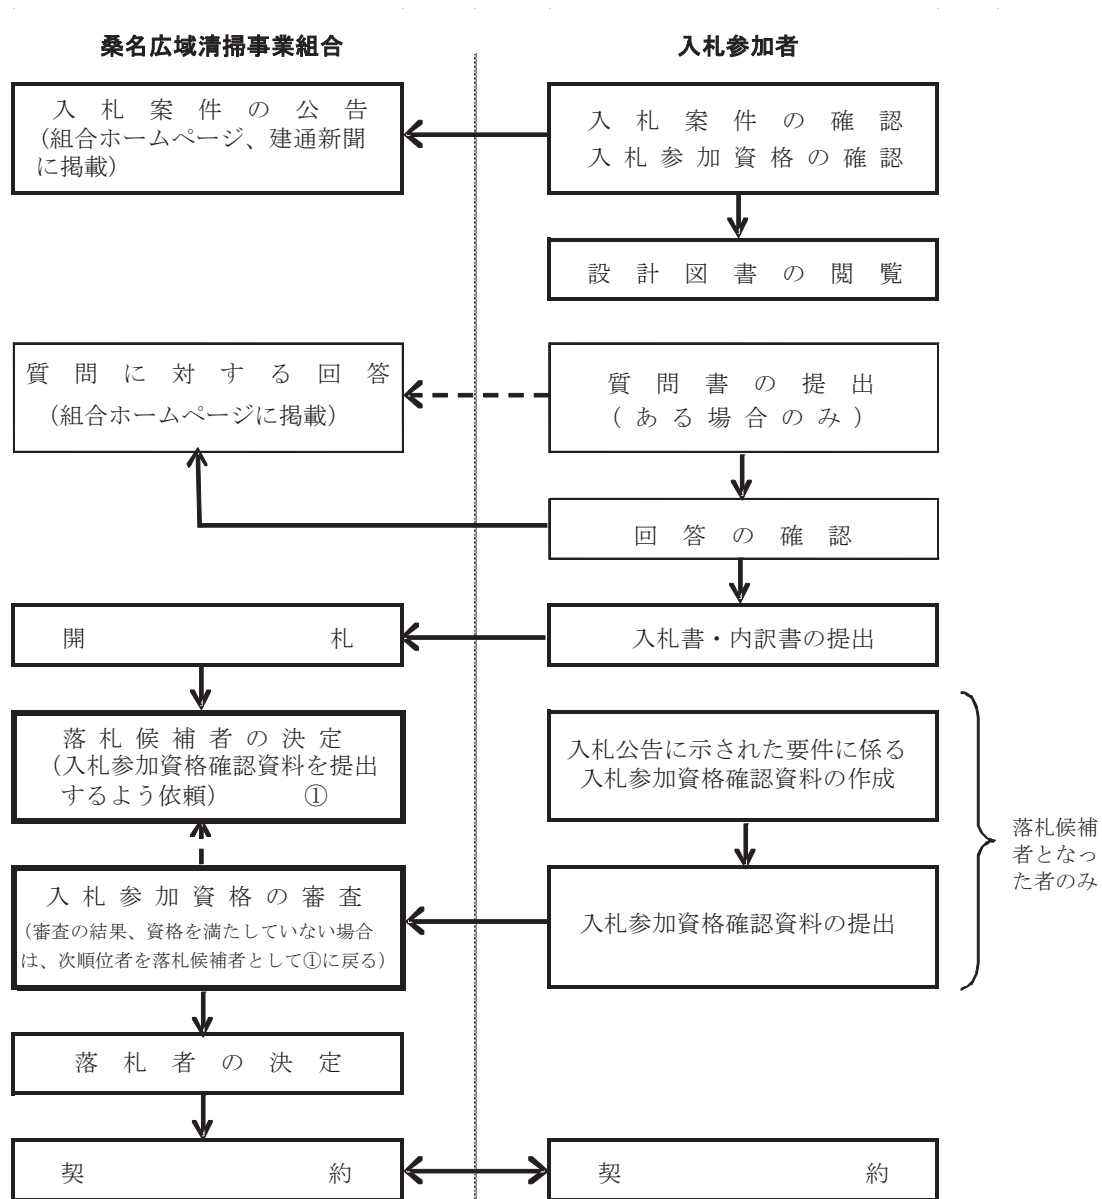 桑名広域清掃事業組合
入札参加者
入札案件の公告
(組合ホームページ、建通新聞
に掲載)
入札案件の確認
入札参加資格の確認
設計図書の閲覧
質問に対する回答
(組合ホームページに掲載)
質問書の提出
(ある場合のみ)
回答の確認
開札
入札書・内訳書の提出
落札候補者の決定
(入札参加資格確認資料を提出
するよう依頼) ①
入札公告に示された要件に係る
入札参加資格確認資料の作成
落札候補
者となっ
た者のみ
入札参加資格の審査
(審査の結果、資格を満たしていない場合
は、次順位者を落札候補者として①に戻る)
入札参加資格確認資料の提出
落札者の決定
契約
契約